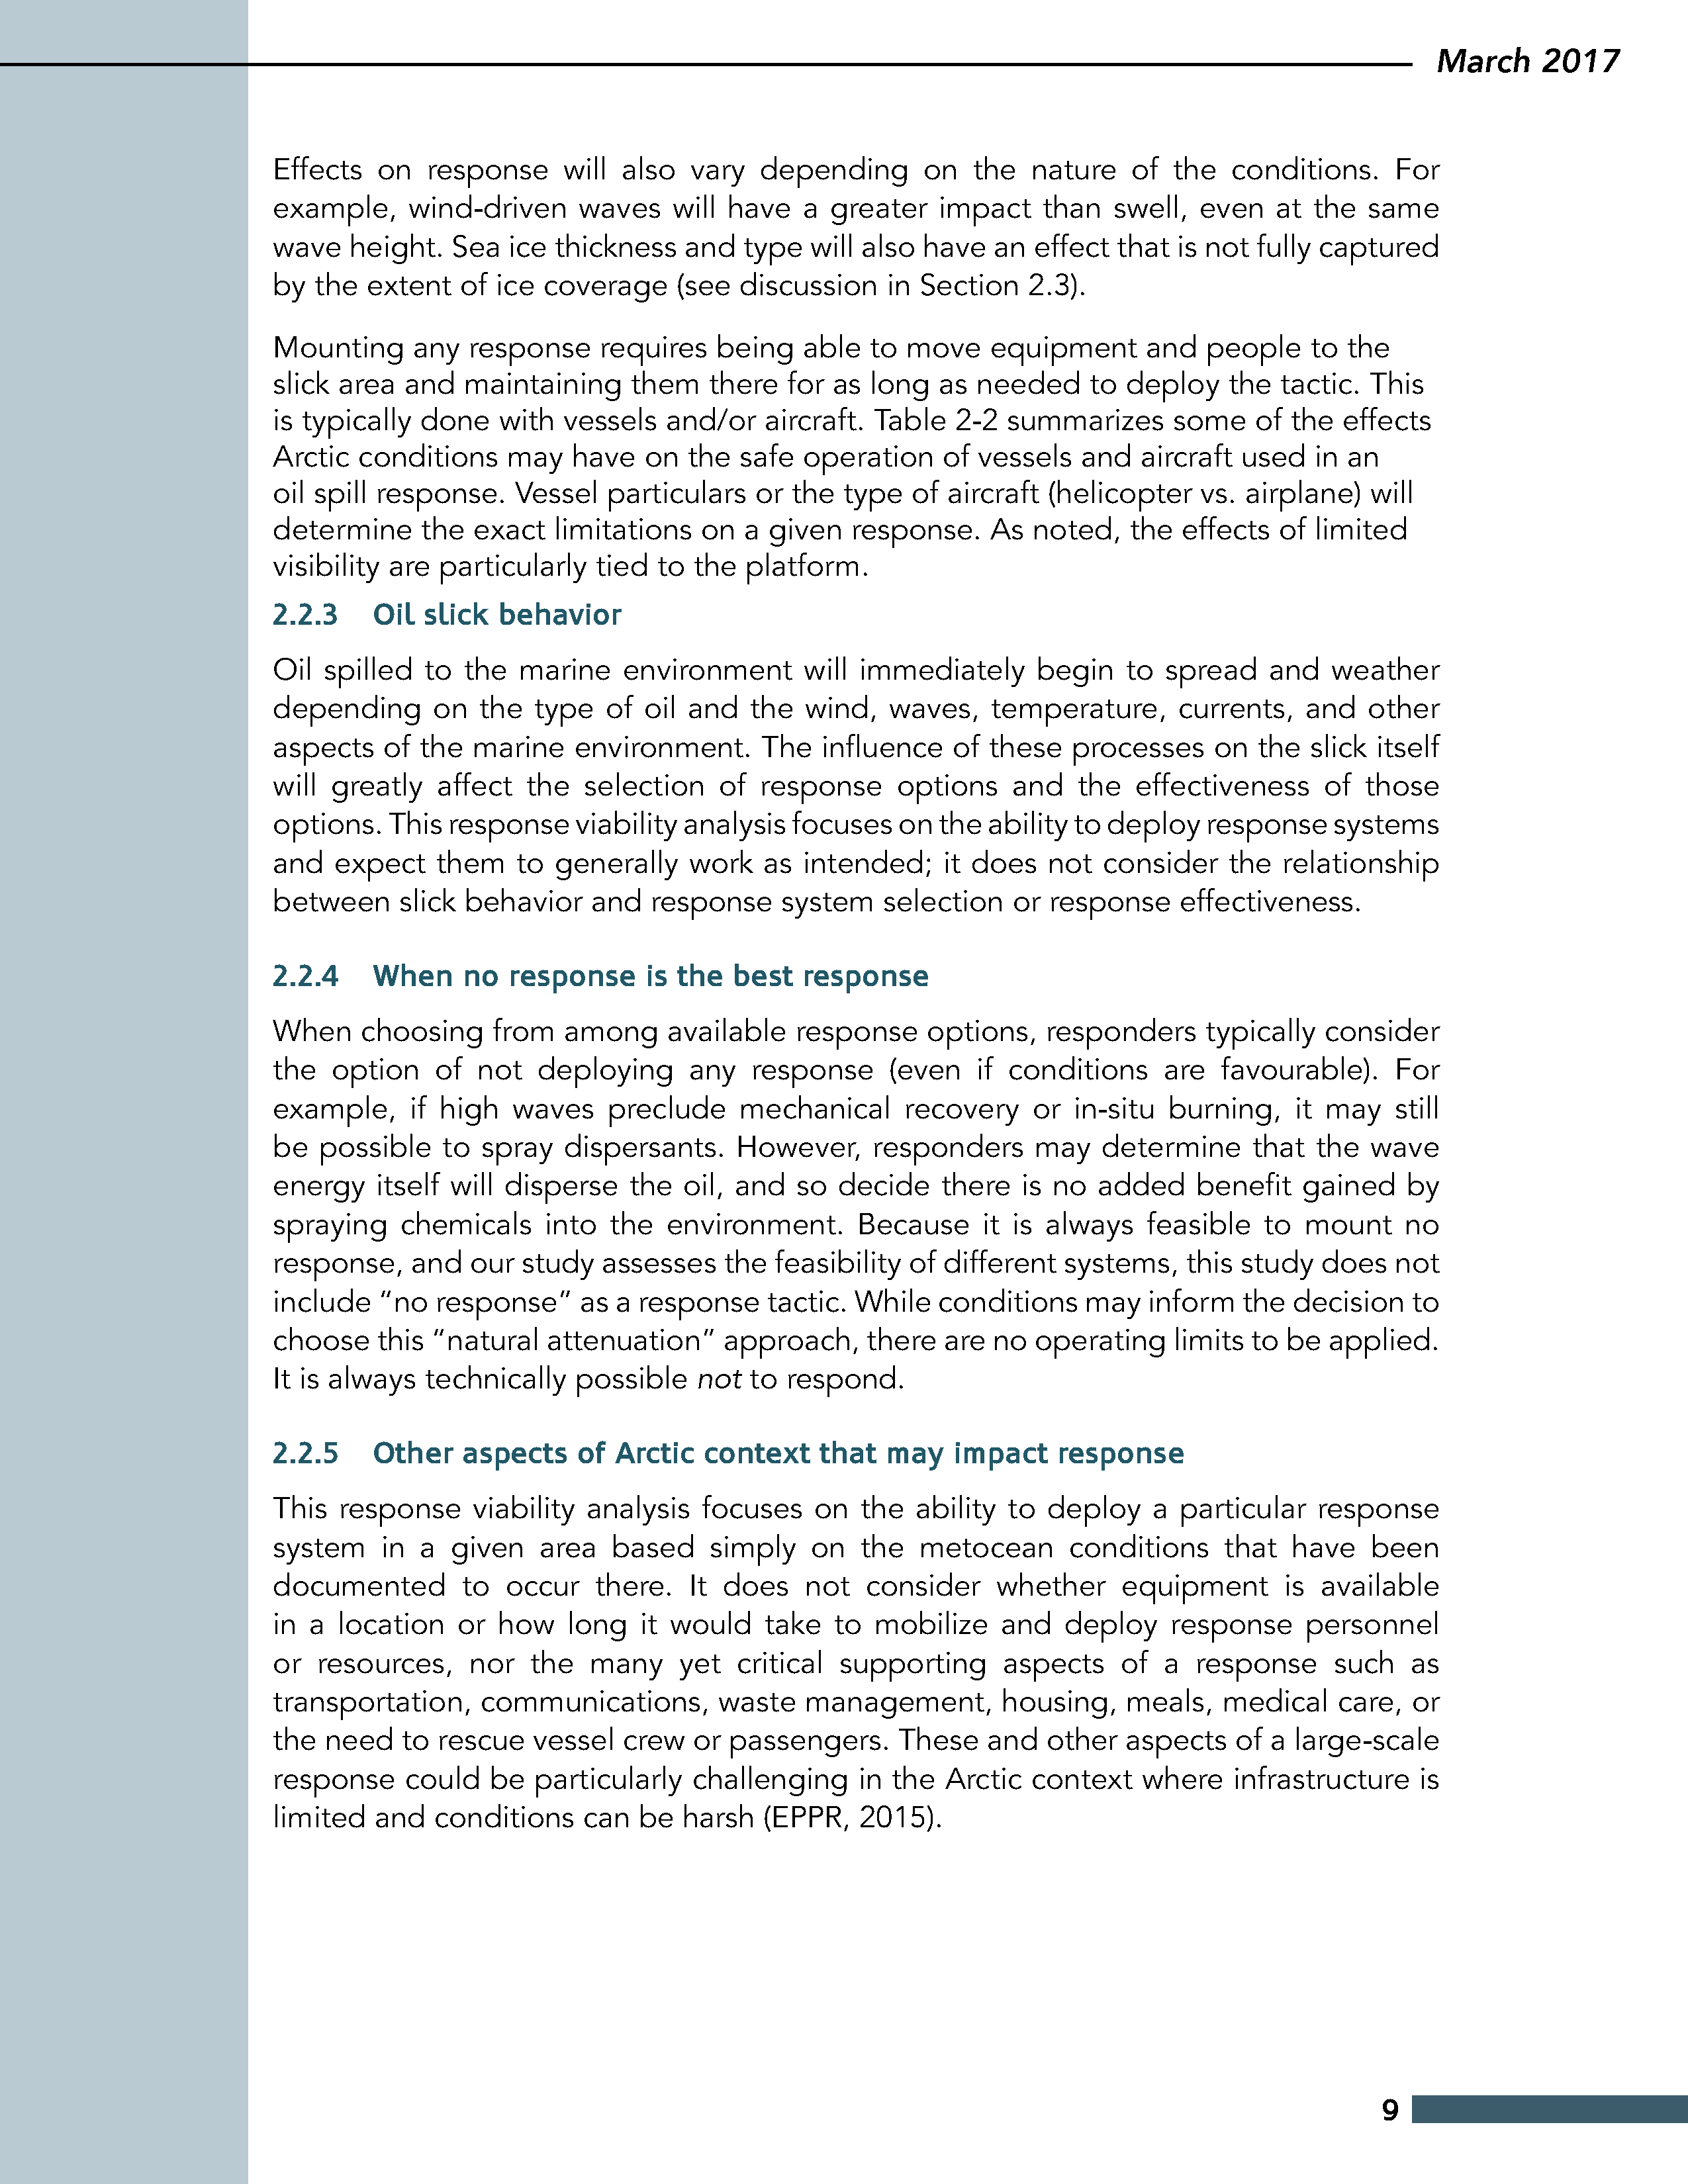 March 2017
Effects on response will also vary depending on the nature of the conditions. For
example, wind-driven waves will have a greater impact than swell, even at the same
wave height. Sea ice thickness and type will also have an effect that is not fully captured
by the extent of ice coverage (see discussion in Section 2.3).
Mounting any response requires being able to move equipment and people to the
slick area and maintaining them there for as long as needed to deploy the tactic. This
is typically done with vessels and/or aircraft. Table 2-2 summarizes some of the effects
Arctic conditions may have on the safe operation of vessels and aircraft used in an
oil spill response. Vessel particulars or the type of aircraft (helicopter vs. airplane) will
determine the exact limitations on a given response. As noted, the effects of limited
visibility are particularly tied to the platform.
2.2.3 Oil slick behavior
Oil spilled to the marine environment will immediately begin to spread and weather
depending on the type of oil and the wind, waves, temperature, currents, and other
aspects of the marine environment. The influence of these processes on the slick itself
will greatly affect the selection of response options and the effectiveness of those
options. This response viability analysis focuses on the ability to deploy response systems
and expect them to generally work as intended; it does not consider the relationship
between slick behavior and response system selection or response effectiveness.
2.2.4 When no response is the best response
When choosing from among available response options, responders typically consider
the option of not deploying any response (even if conditions are favourable). For
example, if high waves preclude mechanical recovery or in-situ burning, it may still
be possible to spray dispersants. However, responders may determine that the wave
energy itself will disperse the oil, and so decide there is no added benefit gained by
spraying chemicals into the environment. Because it is always feasible to mount no
response, and our study assesses the feasibility of different systems, this study does not
include “no response” as a response tactic. While conditions may inform the decision to
choose this “natural attenuation” approach, there are no operating limits to be applied.
It is always technically possible not to respond.
2.2.5 Other aspects of Arctic context that may impact response
This response viability analysis focuses on the ability to deploy a particular response
system in a given area based simply on the metocean conditions that have been
documented to occur there. It does not consider whether equipment is available
in a location or how long it would take to mobilize and deploy response personnel
or resources, nor the many yet critical supporting aspects of a response such as
transportation, communications, waste management, housing, meals, medical care, or
the need to rescue vessel crew or passengers. These and other aspects of a large-scale
response could be particularly challenging in the Arctic context where infrastructure is
limited and conditions can be harsh (EPPR, 2015).
9